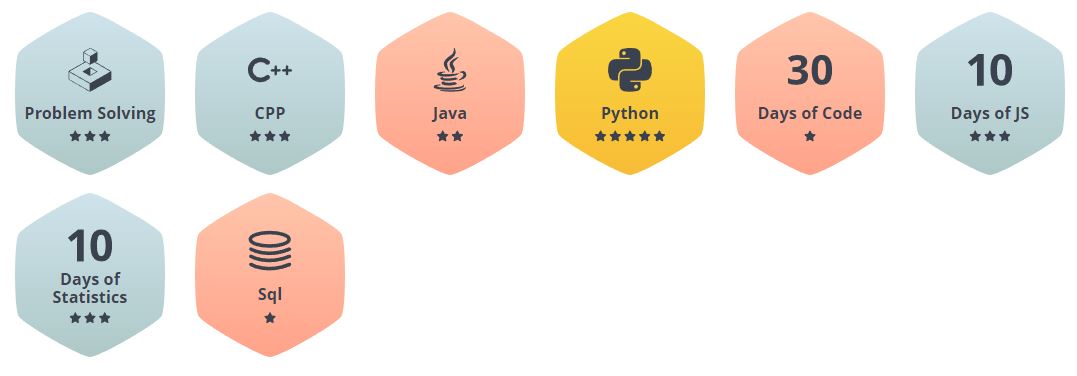 C++
30
10
Problem Solving
CPP
Java
Python
Days of Code
Days of JS
10
Days of
Statistics
Sql